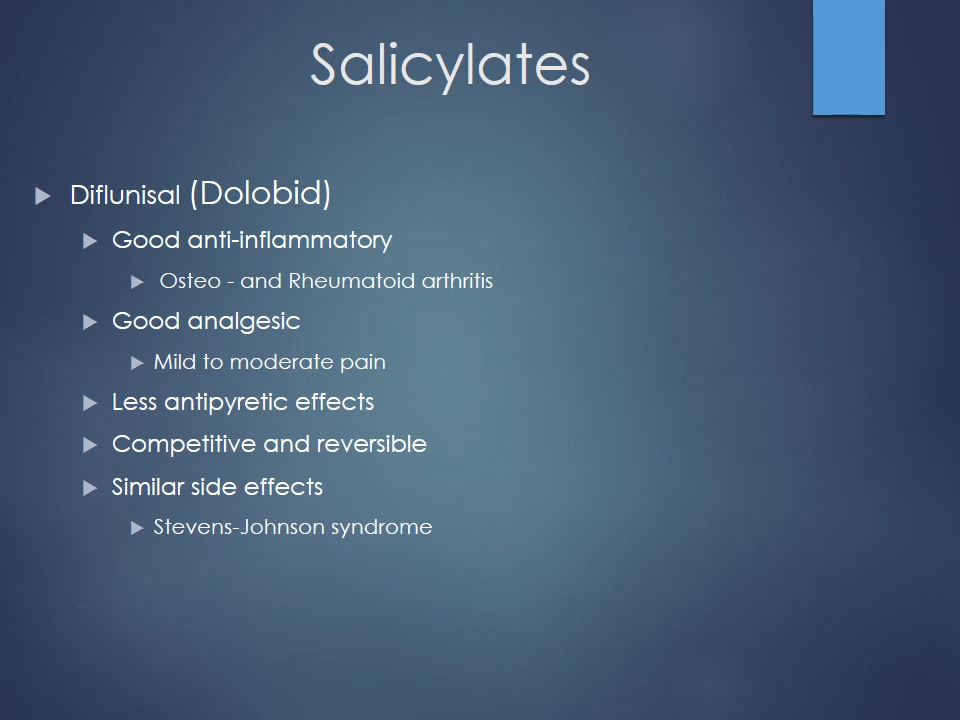 Salicylates
Diflunisal (Dolobid)
Good anti-inflammatory
Osteo - and Rheumatoid arthritis
Good analgesic
Mild to moderate pain
Less antipyretic effects
Competitive and reversible
Similar side effects
Stevens-Johnson syndrome